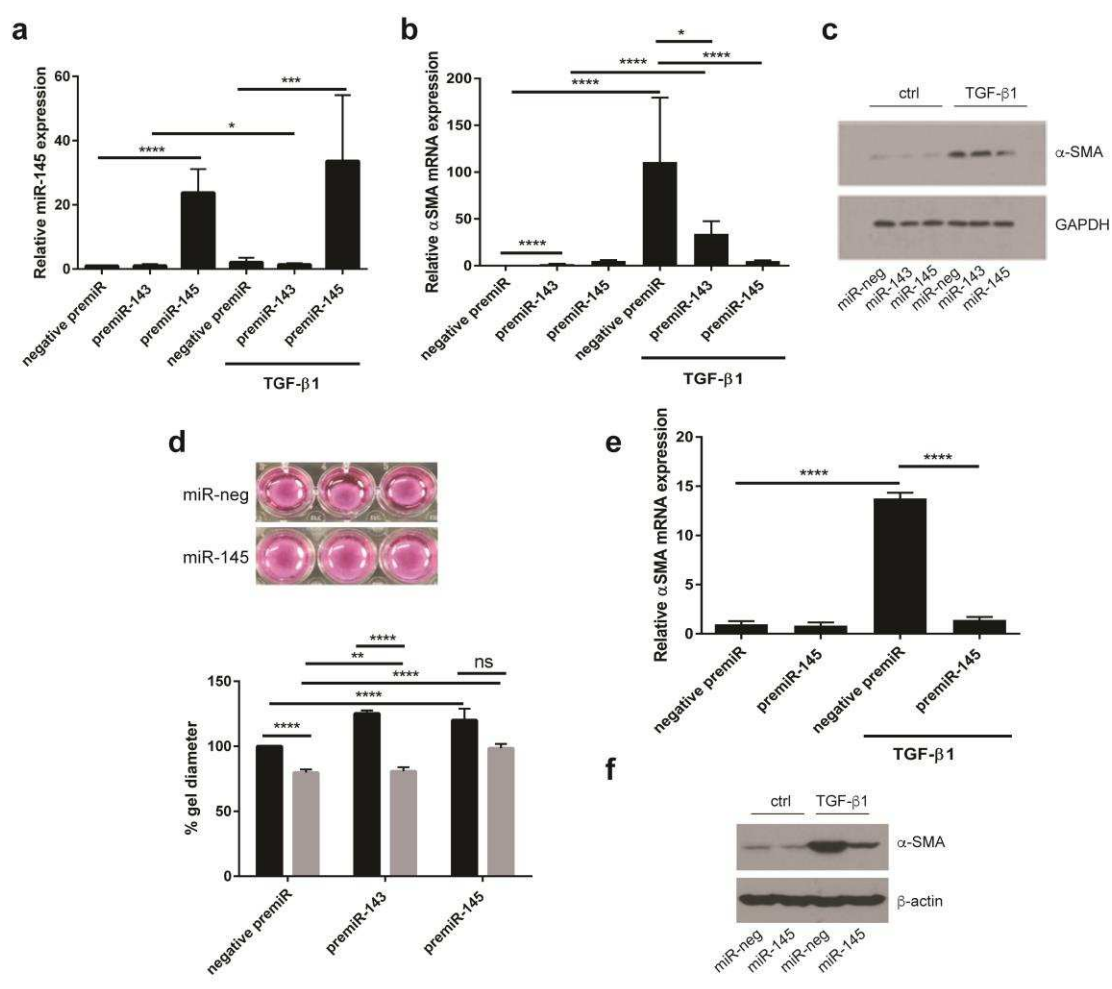 a
Relative miR-145 expression
60
40
20
0
****
*
***
negative premiR
premiR-143
premiR-145
negative premiR
premiR-143
premiR-145
TGF-β1
b
Relative αSMA mRNA expression
200
150
100
50
0
****
****
****
*
****
negative premiR
premiR-143
premiR-145
negative premiR
premiR-143
premiR-145
TGF-β1
c
ctrl TGF-β1
α-SMA
GAPDH
miR-neg
miR-143
miR-145
miR-neg
miR-143
miR-145
d
miR-neg
miR-145
% gel diameter
150
100
50
0
****
**
ns
****
****
****
negative premiR
premiR-143
premiR-145
e
Relative αSMA mRNA expression
20
15
10
5
0
****
****
negative premiR
premiR-145
negative premiR
premiR-145
TGF-β1
f
ctrl TGF-β1
α-SMA
β-actin
miR-neg
miR-145
miR-neg
miR-145